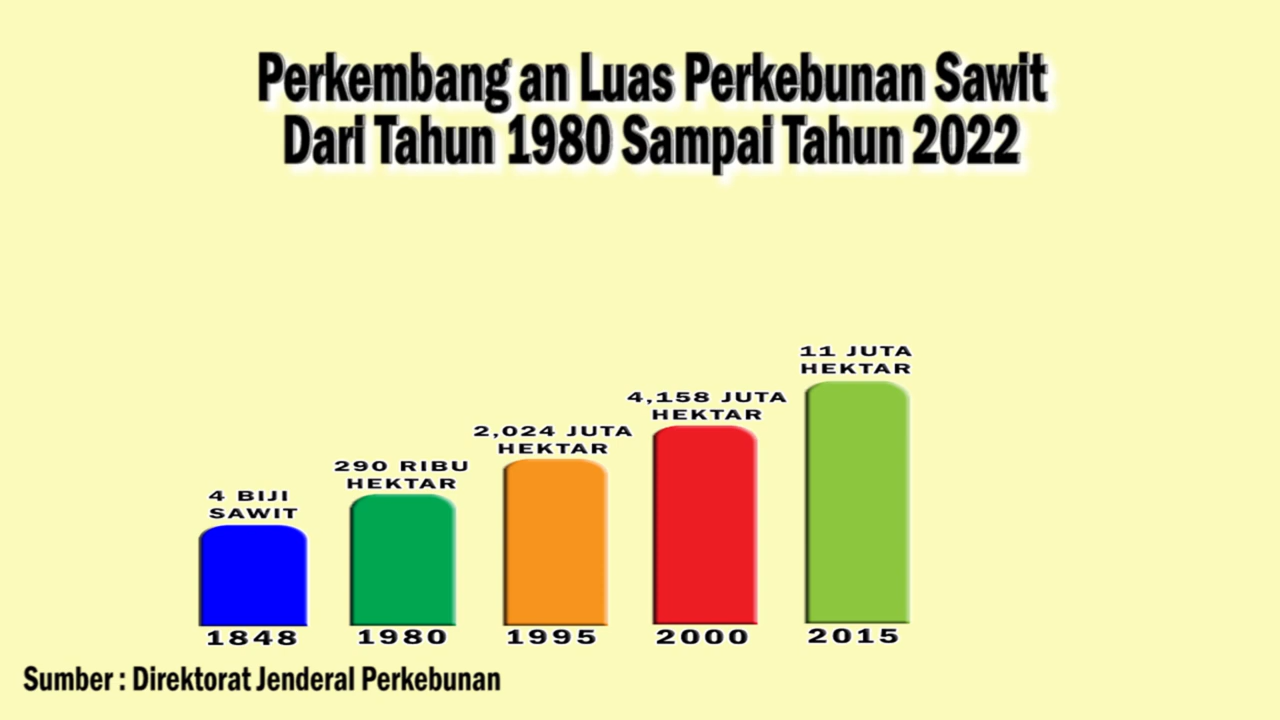 Perkembang an Luas Perkebunan Sawit
Dari Tahun 1980 Sampai Tahun 2022
4 BIJI
SAWIT
290 RIBU
HEKTAR
2,024 JUTA
HEKTAR
4,158 JUTA
HEKTAR
11 JUTA
HEKTAR
1848
1980
1995
2000
2015
Sumber : Direktorat Jenderal Perkebunan